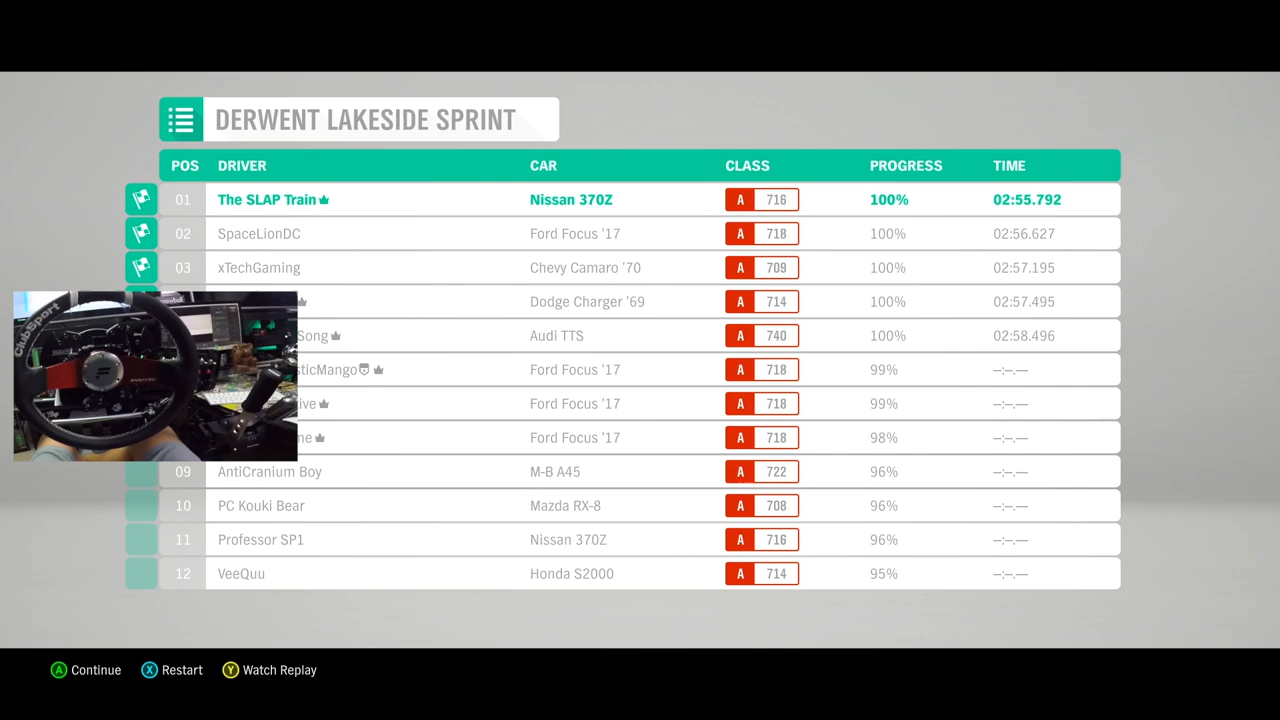 DERWENT LAKESIDE SPRINT
POS DRIVER CAR CLASS PROGRESS TIME
01 The SLAP Train Nissan 370Z A 716 100% 02:55.792
02 SpaceLionDC Ford Focus '17 A 718 100% 02:56.627
03 xTechGaming Chevy Camaro '70 A 709 100% 02:57.195
Dodge Charger '69 A 714 100% 02:57.495
Song Audi TTS A 740 100% 02:58.496
sticMango Ford Focus '17 A 718 99% --:--.---
ive Ford Focus '17 A 718 99% --:--.---
ne Ford Focus '17 A 718 98% --:--.---
09 AntiCranium Boy M-B A45 A 722 96% --:--.---
10 PC Kouki Bear Mazda RX-8 A 708 96% --:--.---
11 Professor SP1 Nissan 370Z A 716 96% --:--.---
12 VeeQuu Honda S2000 A 714 95% --:--.---
ClubSport
FANATEC
A Continue X Restart Y Watch Replay